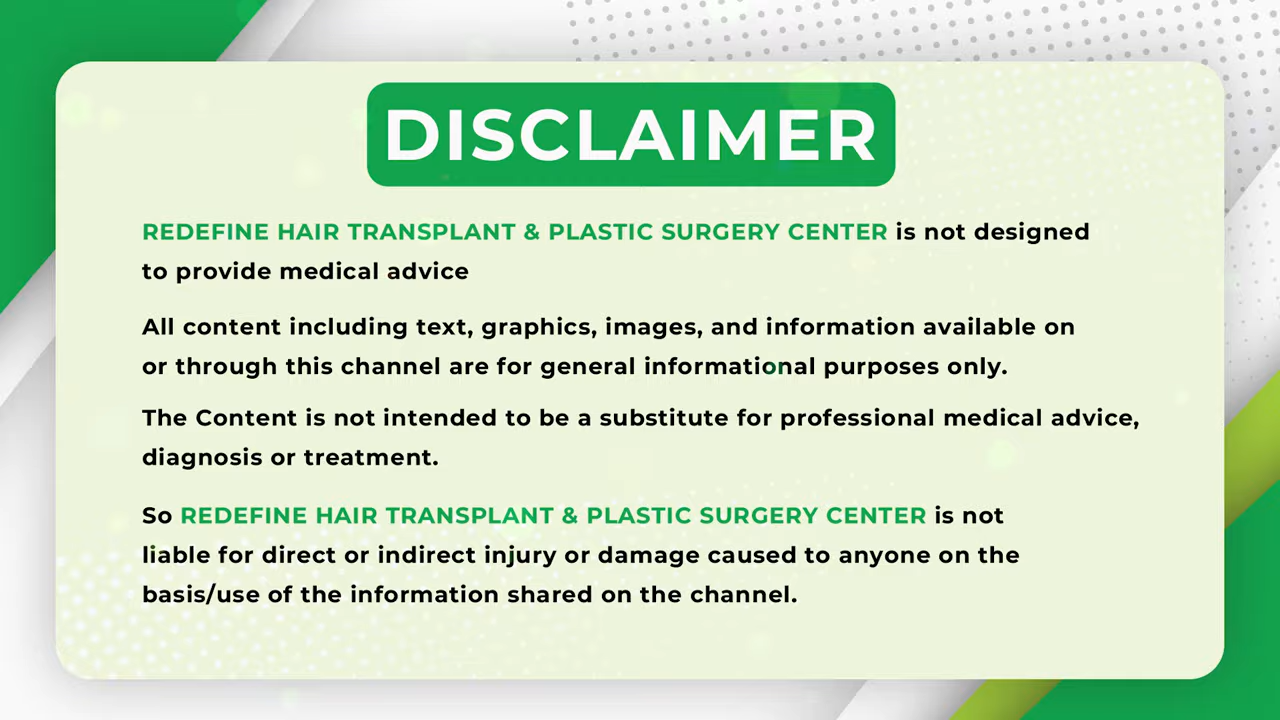 DISCLAIMER
REDEFINE HAIR TRANSPLANT & PLASTIC SURGERY CENTER is not designed
to provide medical advice
All content including text, graphics, images, and information available on
or through this channel are for general informational purposes only.
The Content is not intended to be a substitute for professional medical advice,
diagnosis or treatment.
So REDEFINE HAIR TRANSPLANT & PLASTIC SURGERY CENTER is not
liable for direct or indirect injury or damage caused to anyone on the
basis/use of the information shared on the channel.